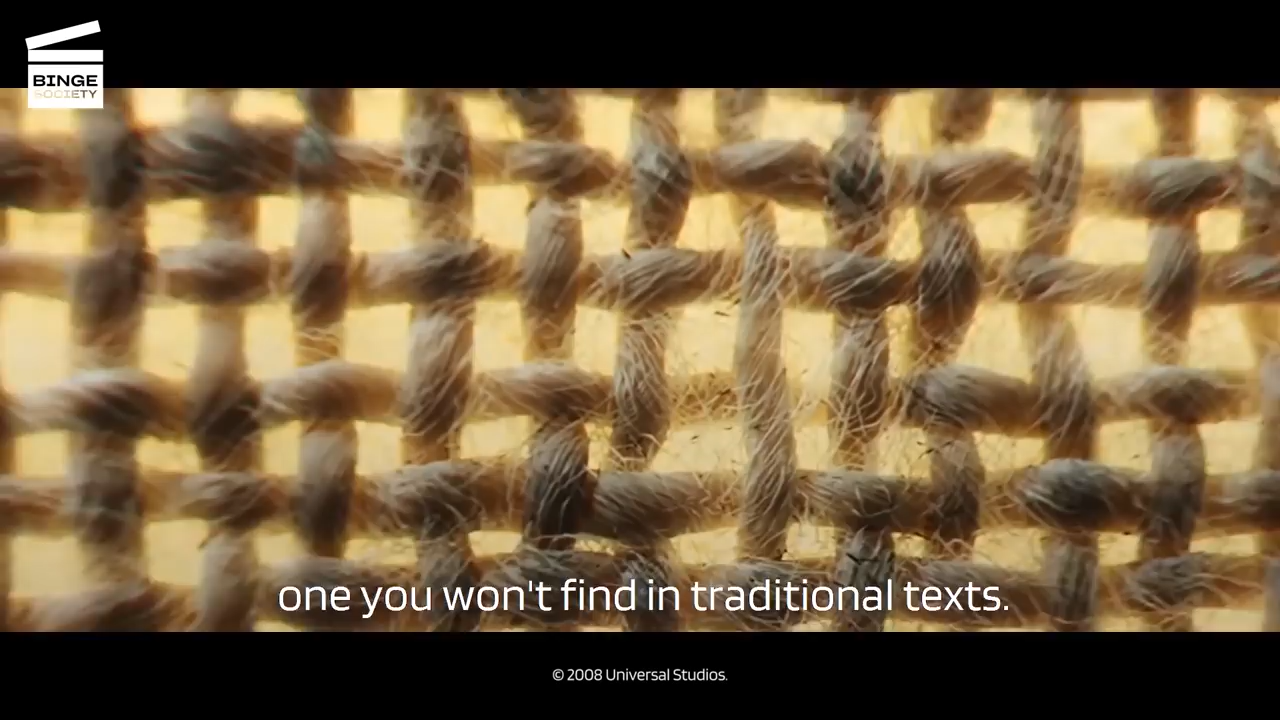 BINGE
SOCIETY
one you won't find in traditional texts.
© 2008 Universal Studios.